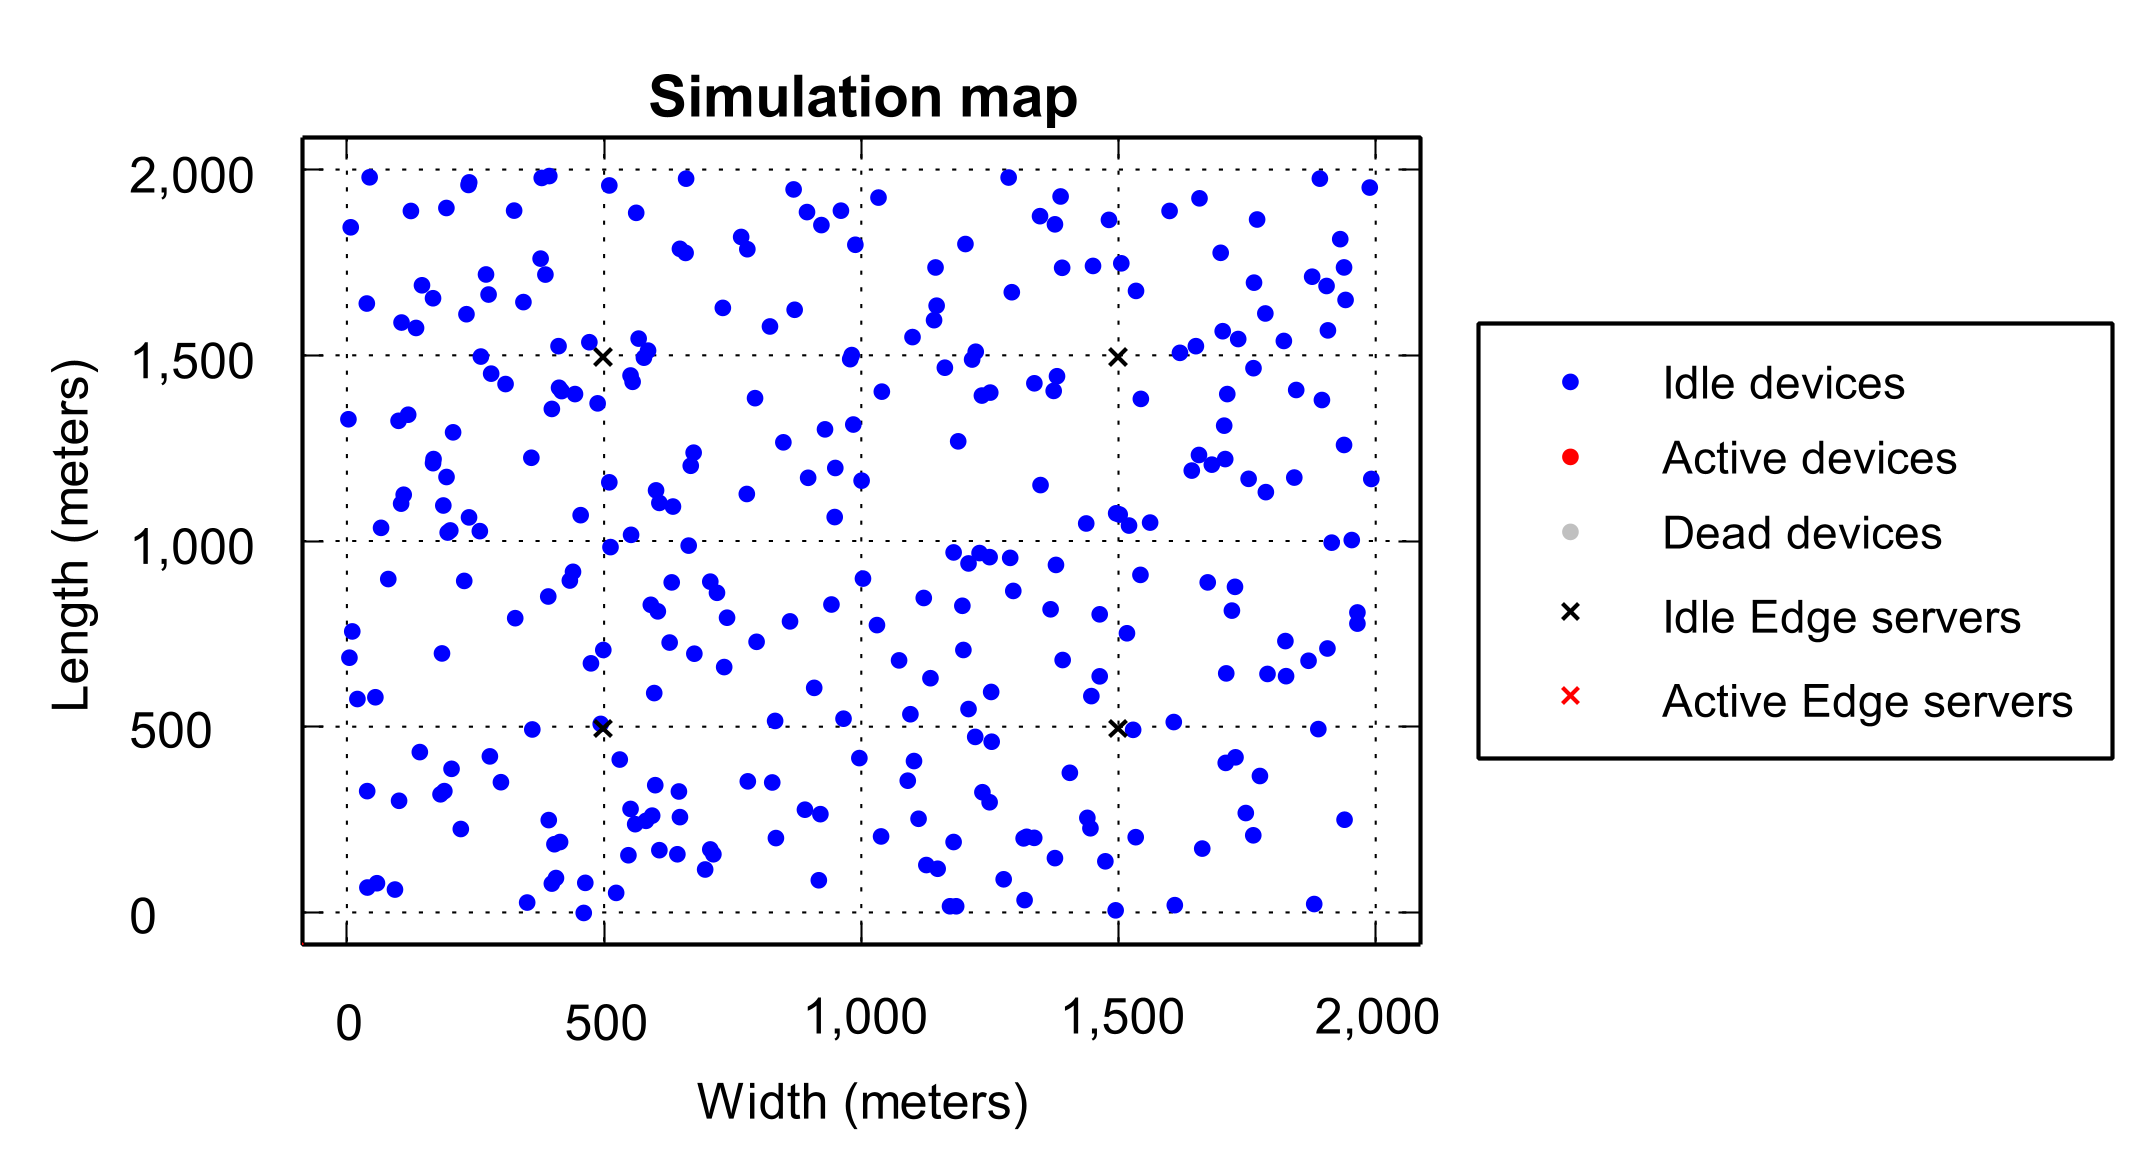 Simulation map
2,000
1,500
1,000
500
0
Length (meters)
0
500
1,000
1,500
2,000
Width (meters)
Idle devices
Active devices
Dead devices
Idle Edge servers
Active Edge servers